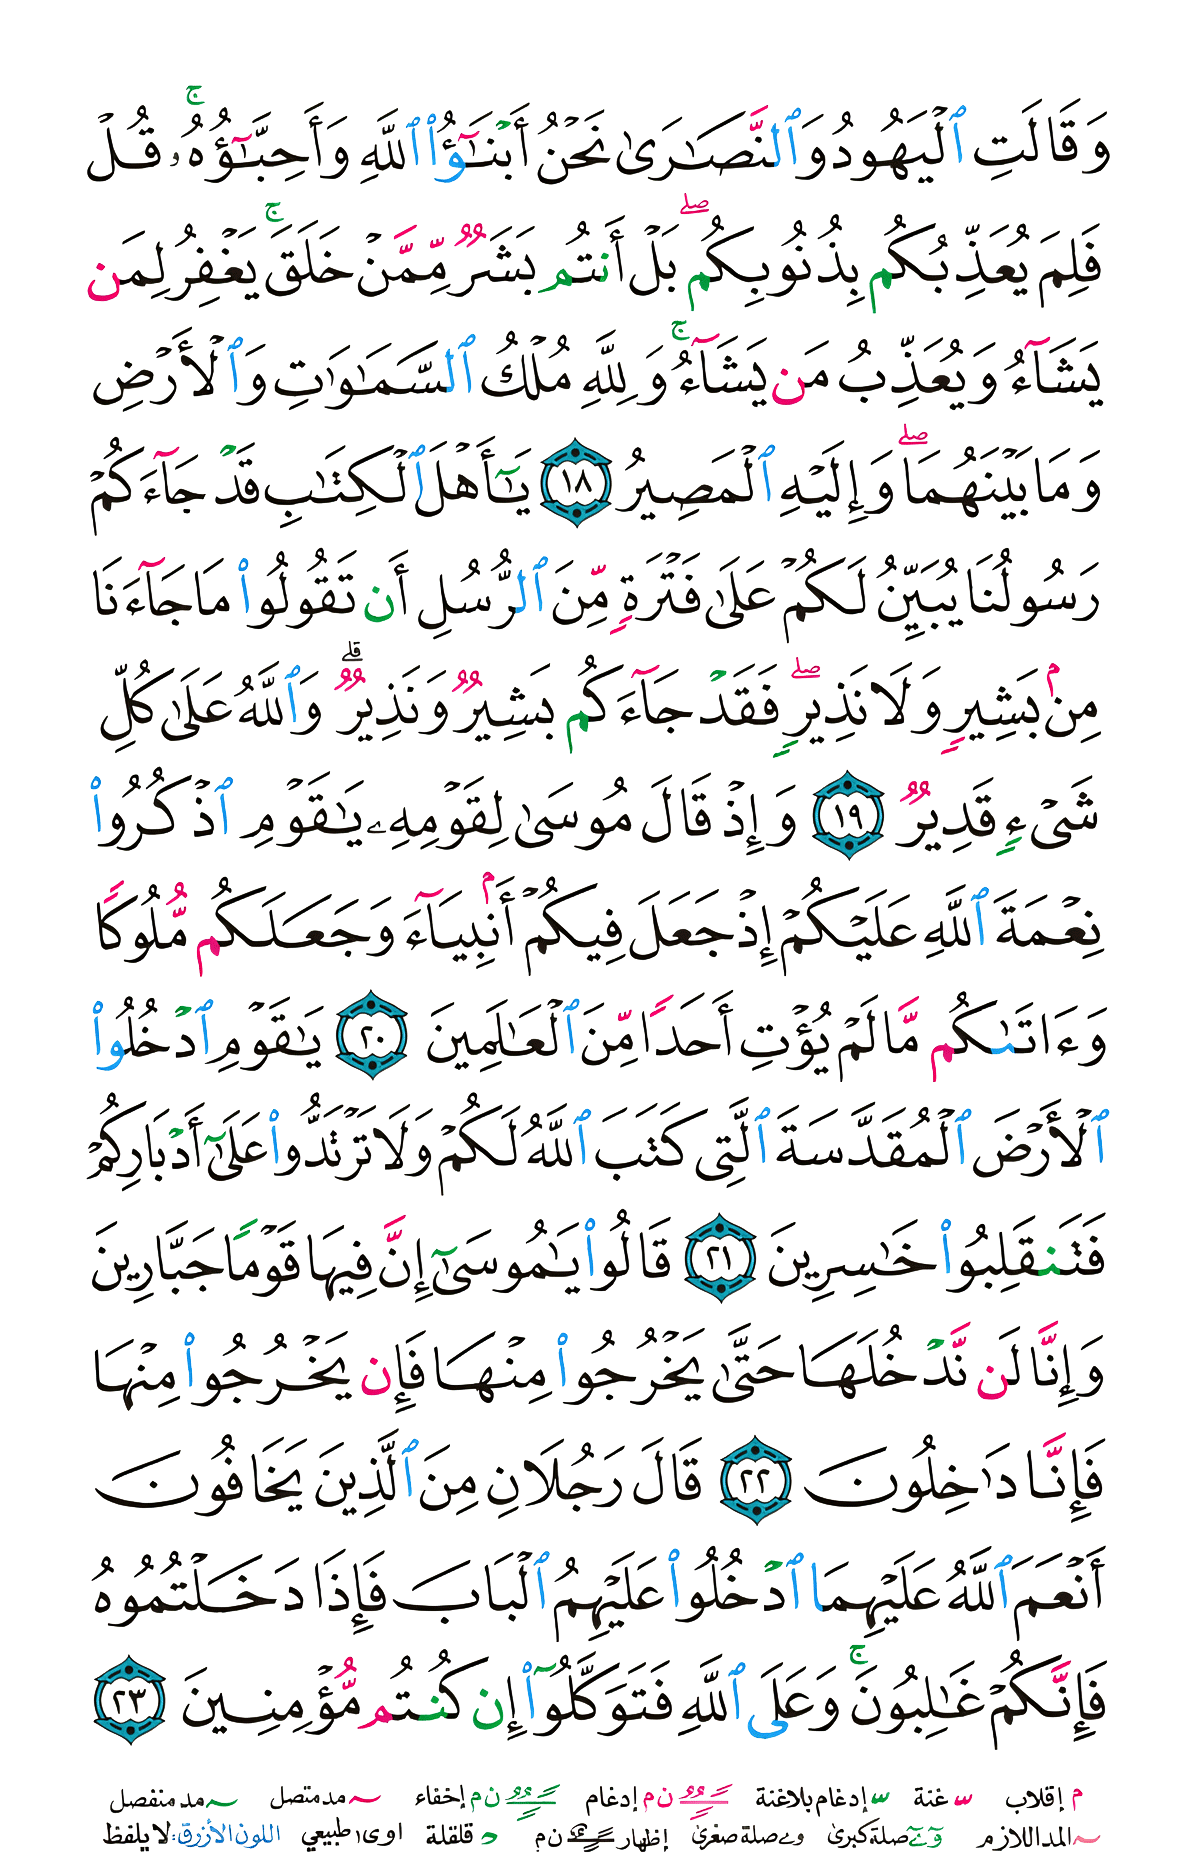 وَقَالَتِ ٱلْيَهُودُ وَٱلنَّصَـٰرَىٰ نَحْنُ أَبْنَـٰٓؤُا۟ ٱللَّهِ وَأَحِبَّـٰٓؤُهُۥ ۚ قُلْ
فَلِمَ يُعَذِّبُكُم بِذُنُوبِكُم ۖ بَلْ أَنتُم بَشَرٌ مِّمَّنْ خَلَقَ ۚ يَغْفِرُ لِمَن
يَشَآءُ وَيُعَذِّبُ مَن يَشَآءُ ۚ وَلِلَّهِ مُلْكُ ٱلسَّمَـٰوَٰتِ وَٱلْأَرْضِ
وَمَا بَيْنَهُمَا ۖ وَإِلَيْهِ ٱلْمَصِيرُ ١٨ يَـٰٓأَهْلَ ٱلْكِتَـٰبِ قَدْ جَآءَكُمْ
رَسُولُنَا يُبَيِّنُ لَكُمْ عَلَىٰ فَتْرَةٍ مِّنَ ٱلرُّسُلِ أَن تَقُولُوا۟ مَا جَآءَنَا
مِنۢ بَشِيرٍ وَلَا نَذِيرٍ ۖ فَقَدْ جَآءَكُم بَشِيرٌ وَنَذِيرٌ ۗ وَٱللَّهُ عَلَىٰ كُلِّ
شَىْءٍ قَدِيرٌ ١٩ وَإِذْ قَالَ مُوسَىٰ لِقَوْمِهِۦ يَـٰقَوْمِ ٱذْكُرُوا۟
نِعْمَةَ ٱللَّهِ عَلَيْكُمْ إِذْ جَعَلَ فِيكُمْ أَنۢبِيَآءَ وَجَعَلَكُم مُّلُوكًا
وَءَاتَىٰكُم مَّا لَمْ يُؤْتِ أَحَدًا مِّنَ ٱلْعَـٰلَمِينَ ٢٠ يَـٰقَوْمِ ٱدْخُلُوا۟
ٱلْأَرْضَ ٱلْمُقَدَّسَةَ ٱلَّتِى كَتَبَ ٱللَّهُ لَكُمْ وَلَا تَرْتَدُّوا۟ عَلَىٰٓ أَدْبَارِكُمْ
فَتَنقَلِبُوا۟ خَـٰسِرِينَ ٢١ قَالُوا۟ يَـٰمُوسَىٰٓ إِنَّ فِيهَا قَوْمًا جَبَّارِينَ
وَإِنَّا لَن نَّدْخُلَهَا حَتَّىٰ يَخْرُجُوا۟ مِنْهَا فَإِن يَخْرُجُوا۟ مِنْهَا
فَإِنَّا دَٰخِلُونَ ٢٢ قَالَ رَجُلَانِ مِنَ ٱلَّذِينَ يَخَافُونَ
أَنْعَمَ ٱللَّهُ عَلَيْهِمَا ٱدْخُلُوا۟ عَلَيْهِمُ ٱلْبَابَ فَإِذَا دَخَلْتُمُوهُ
فَإِنَّكُمْ غَـٰلِبُونَ ۚ وَعَلَى ٱللَّهِ فَتَوَكَّلُوٓا۟ إِن كُنتُم مُّؤْمِنِينَ ٢٣
م إقلاب ّ غنة ّ إدغام بلاغنة ـًـٌـٍ ن م إدغام ـًـٌـٍ ن م إخفاء ~ مد متصل ~ مد منفصل
~ المد اللازم ۥٓ ۦٓ صلة كبرى و ے صلة صغرى إظهار ـًـٌـٍ ن م د قلقلة اوى ا طبيعي اللون الأزرق: لا يلفظ